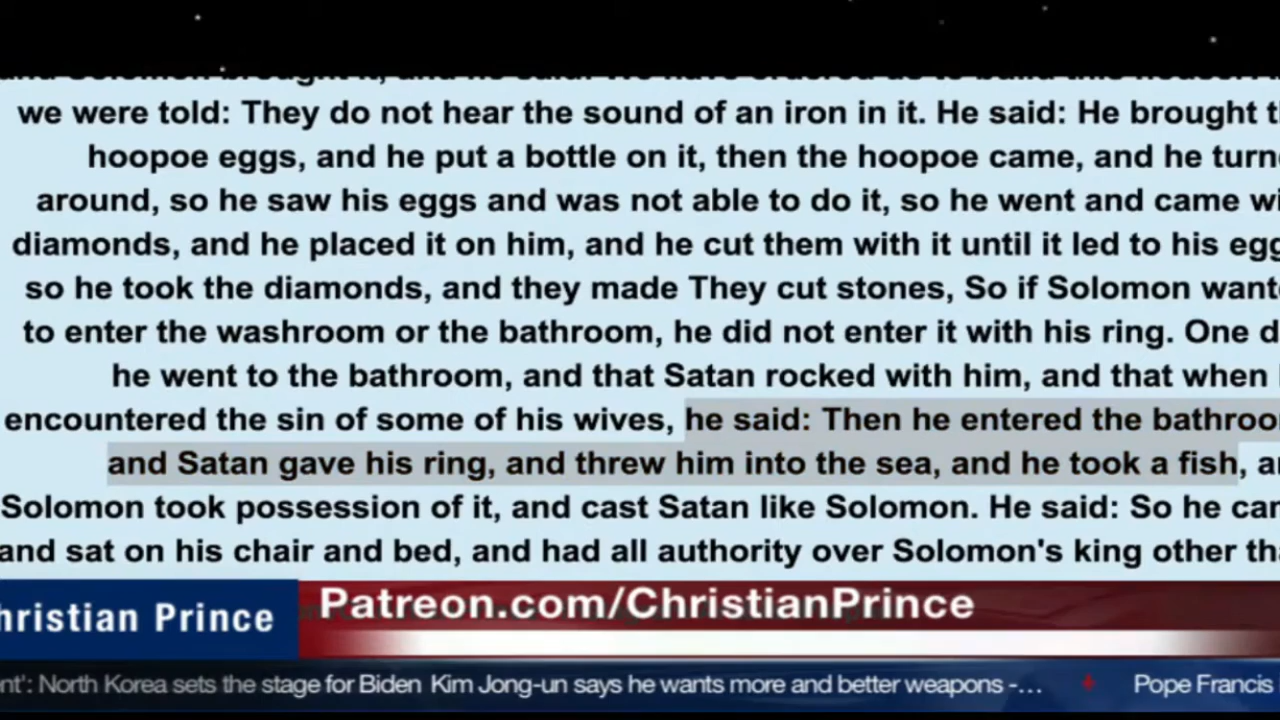 we were told: They do not hear the sound of an iron in it. He said: He brought
hoopoe eggs, and he put a bottle on it, then the hoopoe came, and he
around, so he saw his eggs and was not able to do it, so he went and came
diamonds, and he placed it on him, and he cut them with it until it led to his
so he took the diamonds, and they made They cut stones, So if Solomon
to enter the washroom or the bathroom, he did not enter it with his ring. One
he went to the bathroom, and that Satan rocked with him, and that when
encountered the sin of some of his wives, he said: Then he entered the
and Satan gave his ring, and threw him into the sea, and he took a fish,
Solomon took possession of it, and cast Satan like Solomon. He said: So he
and sat on his chair and bed, and had all authority over Solomon's king other
Christian Prince
Patreon.com/ChristianPrince
North Korea sets the stage for Biden Kim Jong-un says he wants more and better weapons -... Pope Francis